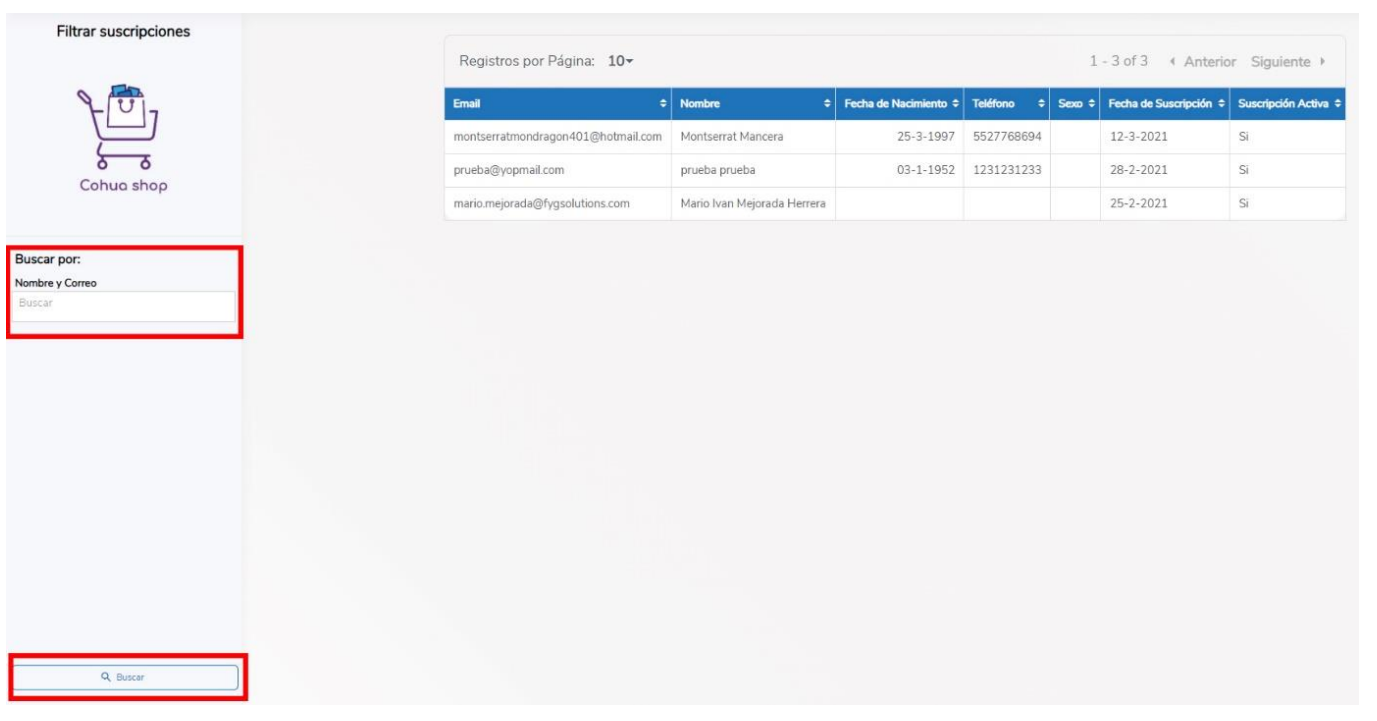 Filtrar suscripciones
Cohua shop
Buscar por:
Nombre y Correo
Buscar
Buscar
Registros por Página: 10
1 - 3 of 3 Anterior Siguiente
Email Nombre Fecha de Nacimiento Teléfono Sexo Fecha de Suscripción Suscripción Activa
montserratmondragon401@hotmail.com Montserrat Mancera 25-3-1997 5527768694 12-3-2021 Si
prueba@yopmail.com prueba prueba 03-1-1952 1231231233 28-2-2021 Si
mario.mejorada@fygsolutions.com Mario Ivan Mejorada Herrera 25-2-2021 Si